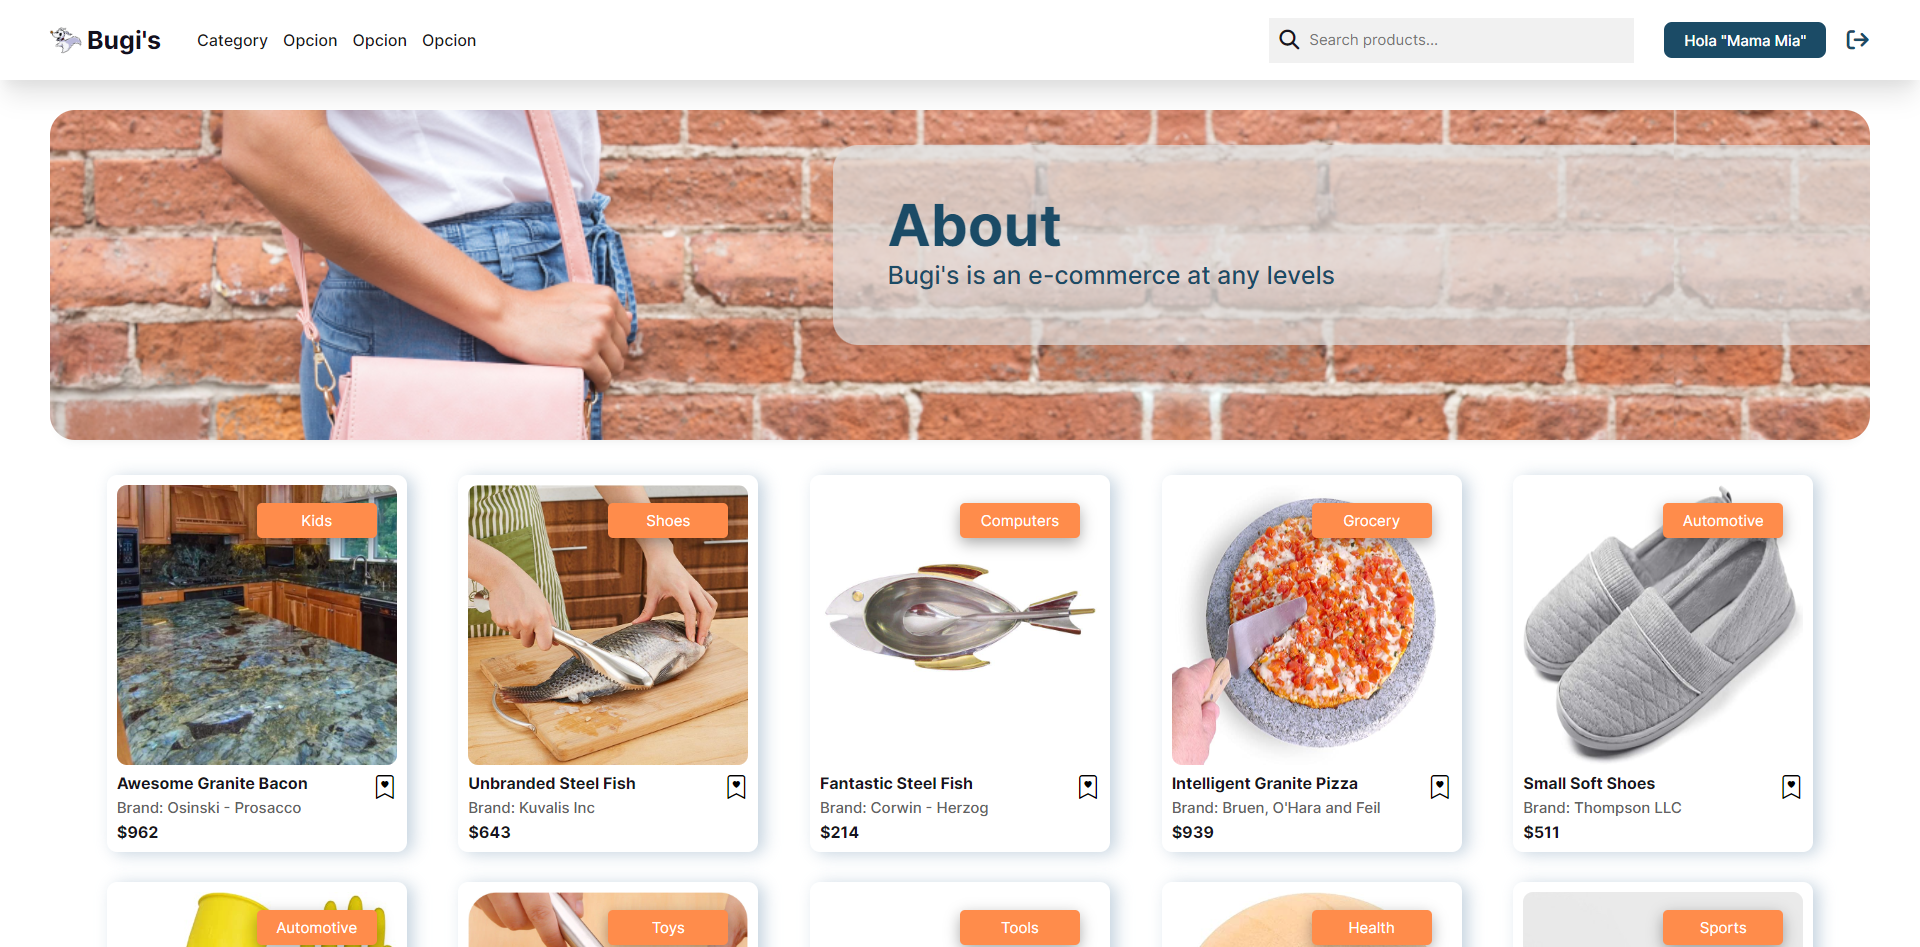 Bugi's
Category Opcion Opcion Opcion
Search products...
Hola "Mama Mia"
About
Bugi's is an e-commerce at any levels
Kids
Awesome Granite Bacon
Brand: Osinski - Prosacco
$962
Shoes
Unbranded Steel Fish
Brand: Kuvalis Inc
$643
Computers
Fantastic Steel Fish
Brand: Corwin - Herzog
$214
Grocery
Intelligent Granite Pizza
Brand: Bruen, O'Hara and Feil
$939
Automotive
Small Soft Shoes
Brand: Thompson LLC
$511
Automotive
Toys
Tools
Health
Sports